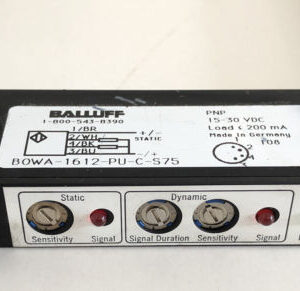 BALLUFF
1-800-543-8390
1/BR
2/WH
4/BK
3/BU
+/-
STATIC
-/+
BOWA-1612-PU-C-S75
PNP
15-30 VDC
Load ≤ 200 mA
Made in Germany
F08
Static
Sensitivity
Signal
Dynamic
Signal Duration
Sensitivity
Signal